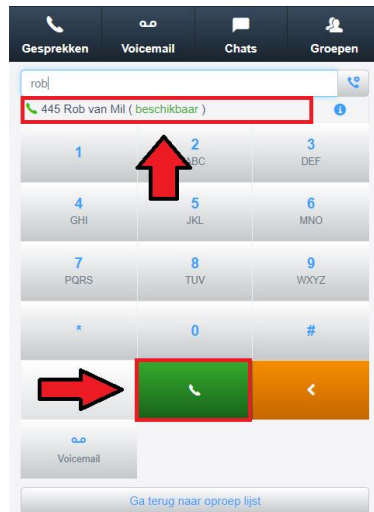 Gesprekken Voicemail Chats Groepen
rob
445 Rob van Mil ( beschikbaar )
1 2 3
ABC DEF
4 5 6
GHI JKL MNO
7 8 9
PQRS TUV WXYZ
* 0 #
Voicemail
Ga terug naar oproep lijst